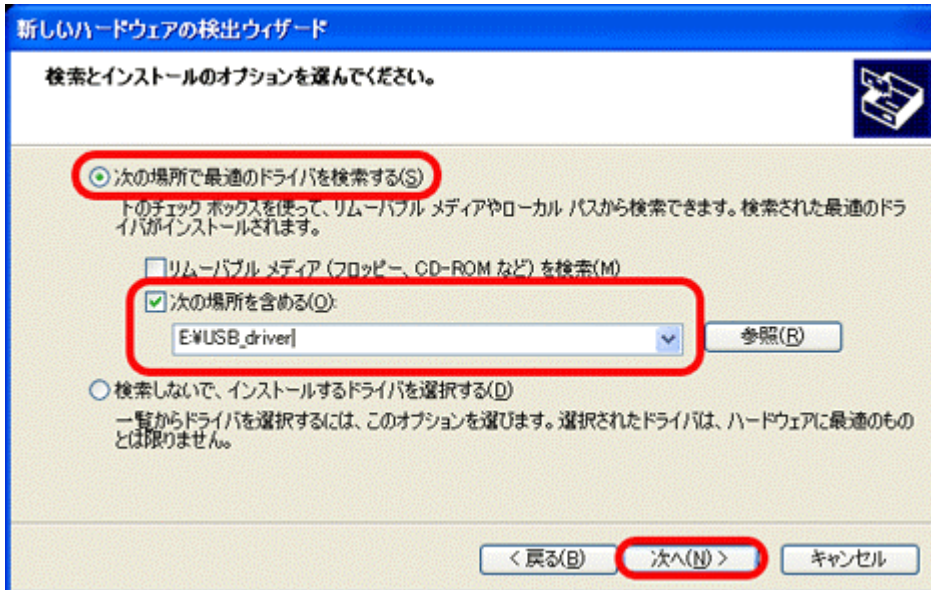 新しいハードウェアの検出ウィザード
検索とインストールのオプションを選んでください。
次の場所で最適のドライバを検索する(S)
下のチェック ボックスを使って、リムーバブル メディアやローカル パスから検索できます。検索された最適のドラ
イバがインストールされます。
リムーバブル メディア (フロッピー、CD-ROM など) を検索(M)
次の場所を含める(O):
E:¥USB_driver
参照(R)
検索しないで、インストールするドライバを選択する(D)
一覧からドライバを選択するには、このオプションを選びます。選択されたドライバは、ハードウェアに最適のもの
とは限りません。
< 戻る(B)
次へ(N) >
キャンセル